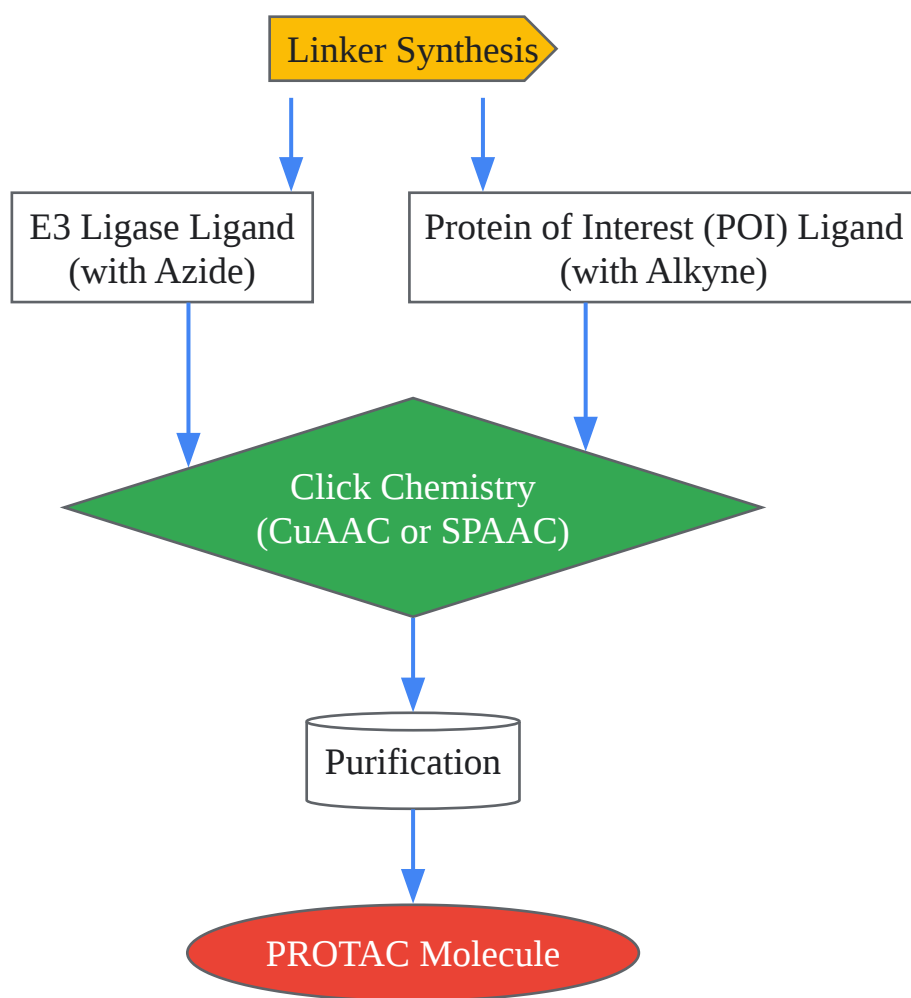 Linker Synthesis
E3 Ligase Ligand
(with Azide)
Protein of Interest (POI) Ligand
(with Alkyne)
Click Chemistry
(CuAAC or SPAAC)
Purification
PROTAC Molecule